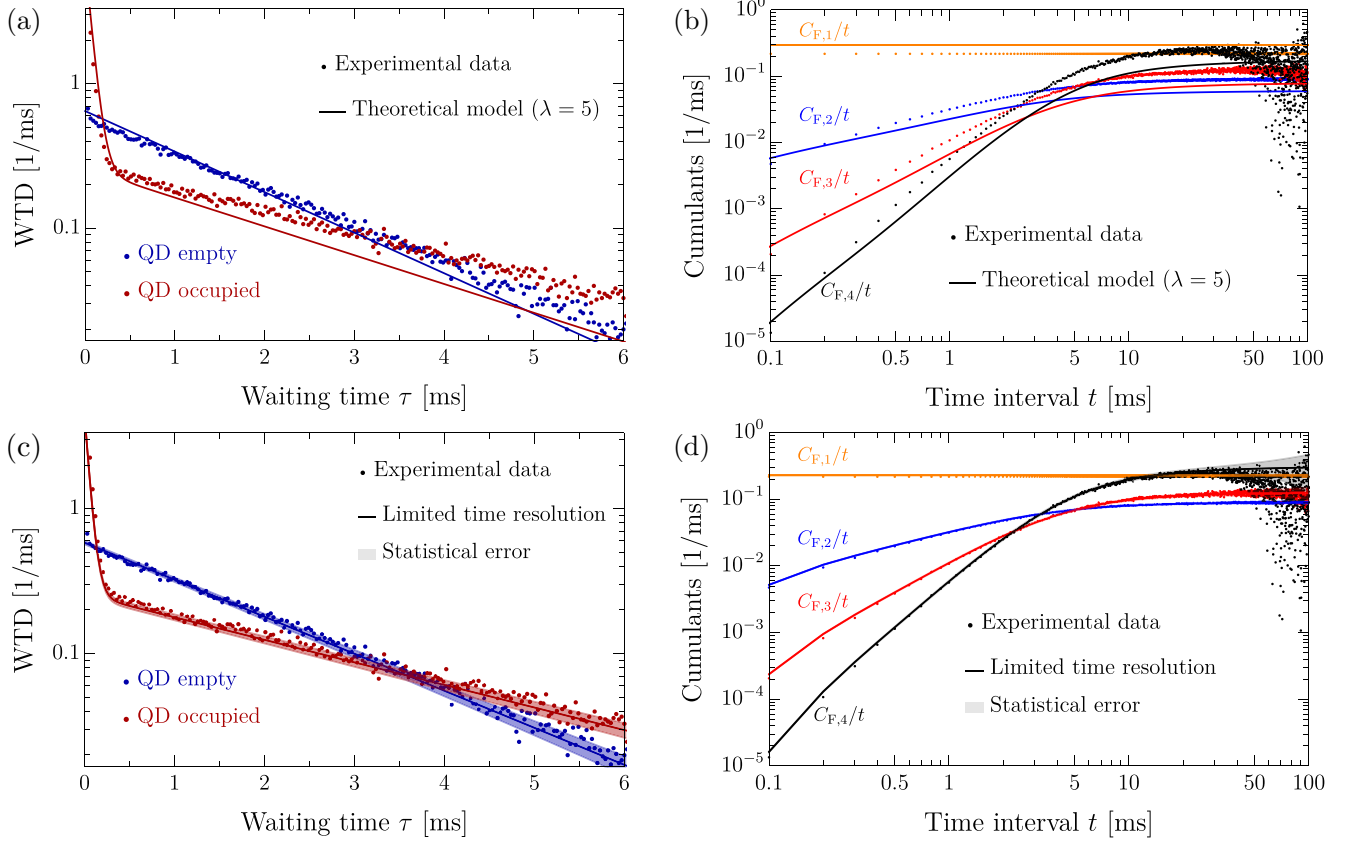 (a)
WTD [1/ms]
1
0.1
Experimental data
Theoretical model (λ = 5)
QD empty
QD occupied
0 1 2 3 4 5 6
Waiting time τ [ms]
(b)
Cumulants [1/ms]
10⁰
10⁻¹
10⁻²
10⁻³
10⁻⁴
10⁻⁵
C_F,1/t
C_F,2/t
C_F,3/t
C_F,4/t
Experimental data
Theoretical model (λ = 5)
0.1 0.5 1 5 10 50 100
Time interval t [ms]
(c)
WTD [1/ms]
1
0.1
Experimental data
Limited time resolution
Statistical error
QD empty
QD occupied
0 1 2 3 4 5 6
Waiting time τ [ms]
(d)
Cumulants [1/ms]
10⁰
10⁻¹
10⁻²
10⁻³
10⁻⁴
10⁻⁵
C_F,1/t
C_F,2/t
C_F,3/t
C_F,4/t
Experimental data
Limited time resolution
Statistical error
0.1 0.5 1 5 10 50 100
Time interval t [ms]